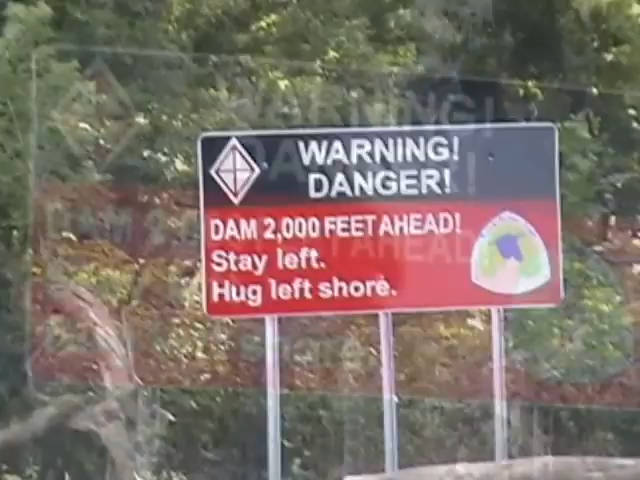 WARNING!
DANGER!
DAM 2,000 FEET AHEAD!
Stay left.
Hug left shore.